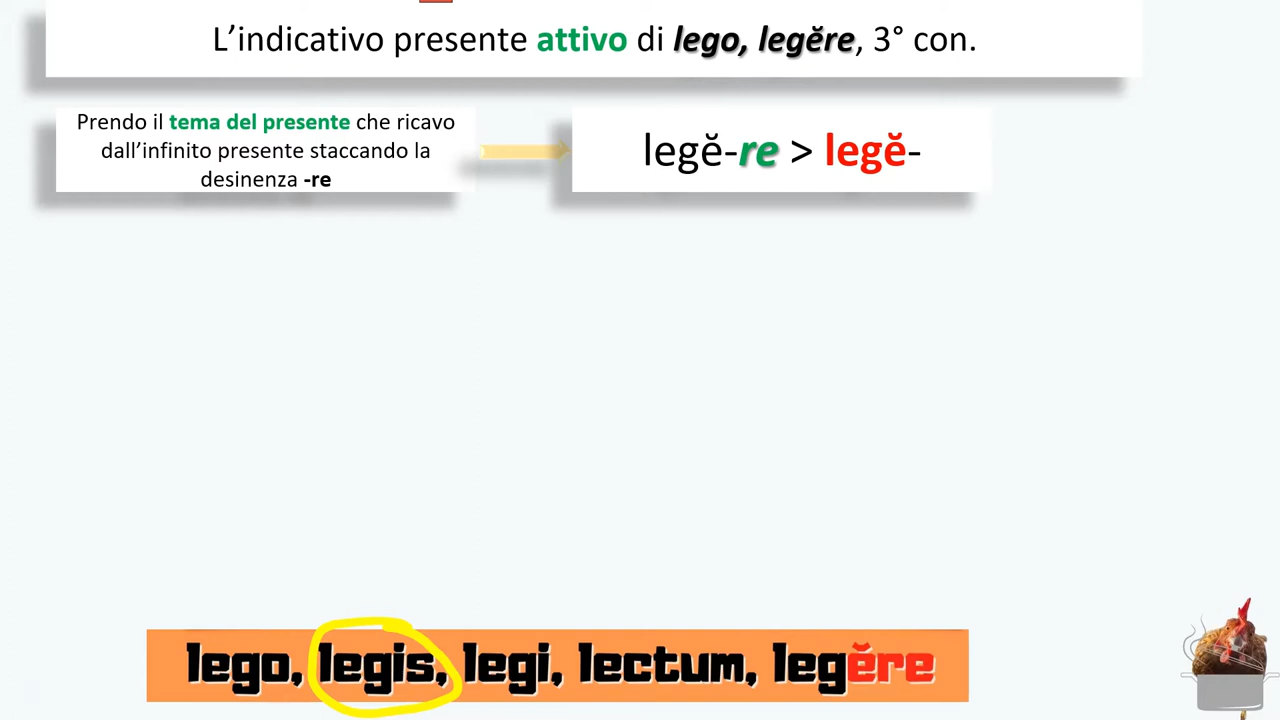 L’indicativo presente attivo di lego, legĕre, 3° con.
Prendo il tema del presente che ricavo
dall’infinito presente staccando la
desinenza -re
legĕ-re > legĕ-
lego, legis, legi, lectum, legĕre